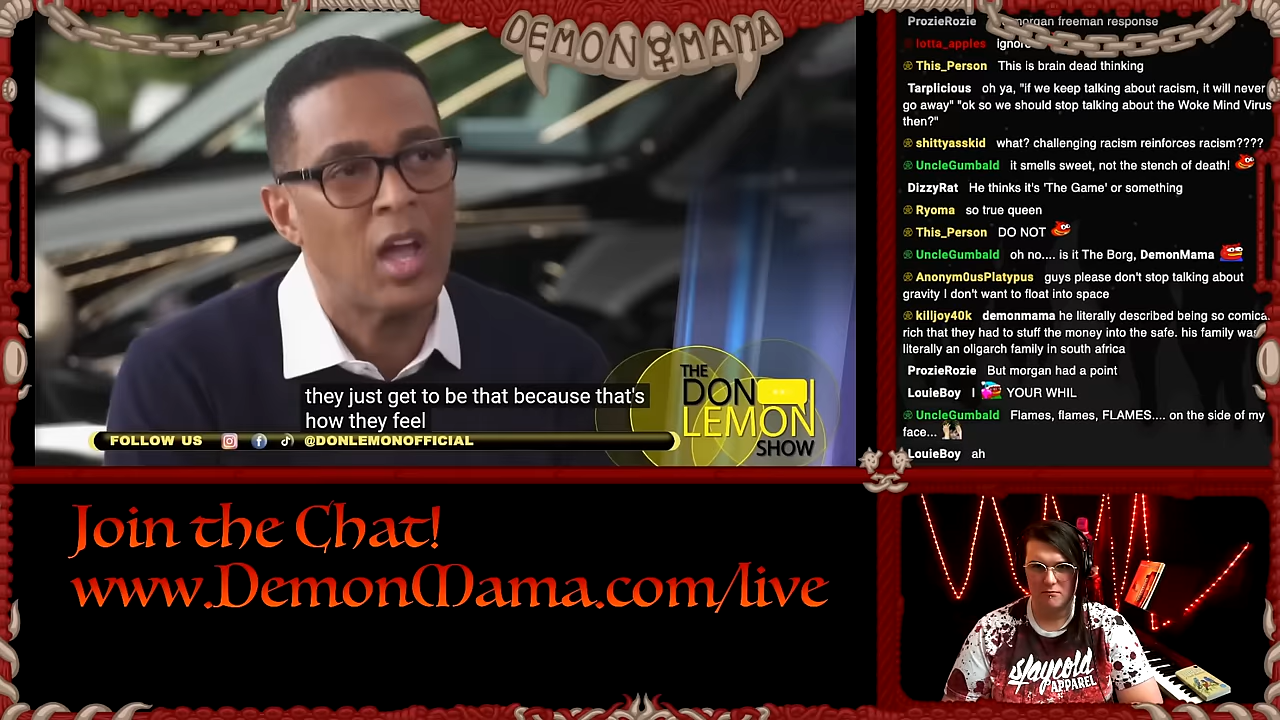 DEMON MAMA
they just get to be that because that's
how they feel
FOLLOW US @DONLEMONOFFICIAL
THE
DON
LEMON
SHOW
ProzieRozie morgan freeman response
lotta_apples ignore
This_Person This is brain dead thinking
Tarplicious oh ya, "if we keep talking about racism, it will never
go away" "ok so we should stop talking about the Woke Mind Virus
then?"
shittyasskid what? challenging racism reinforces racism????
UncleGumbald it smells sweet, not the stench of death!
DizzyRat He thinks it's 'The Game' or something
Ryoma so true queen
This_Person DO NOT
UncleGumbald oh no.... is it The Borg, DemonMama
Anonym0usPlatypus guys please don't stop talking about
gravity I don't want to float into space
killjoy40k demonmama he literally described being so comica
rich that they had to stuff the money into the safe. his family was
literally an oligarch family in south africa
ProzieRozie But morgan had a point
LouieBoy I YOUR WHIL
UncleGumbald Flames, flames, FLAMES.... on the side of my
face...
LouieBoy ah
Join the Chat!
www.DemonMama.com/live
staycold
APPAREL